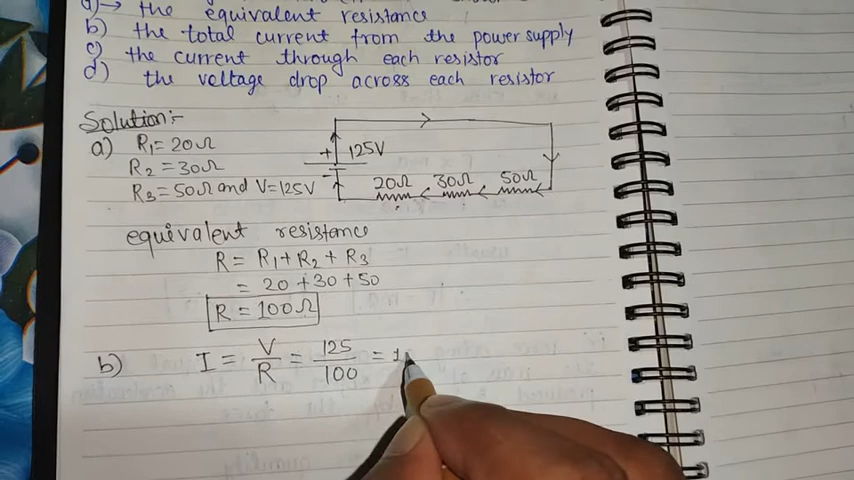 a)→ the equivalent resistance
b) the total current from the power supply
c) the current through each resistor
d) the voltage drop across each resistor
Solution:-
a) R₁ = 20Ω
R₂ = 30Ω
R₃ = 50Ω and V = 125V
+ 125V
-
20Ω 30Ω 50Ω
equivalent resistance
R = R₁ + R₂ + R₃
= 20 + 30 + 50
R = 100Ω
b) I = V/R = 125/100 = 1